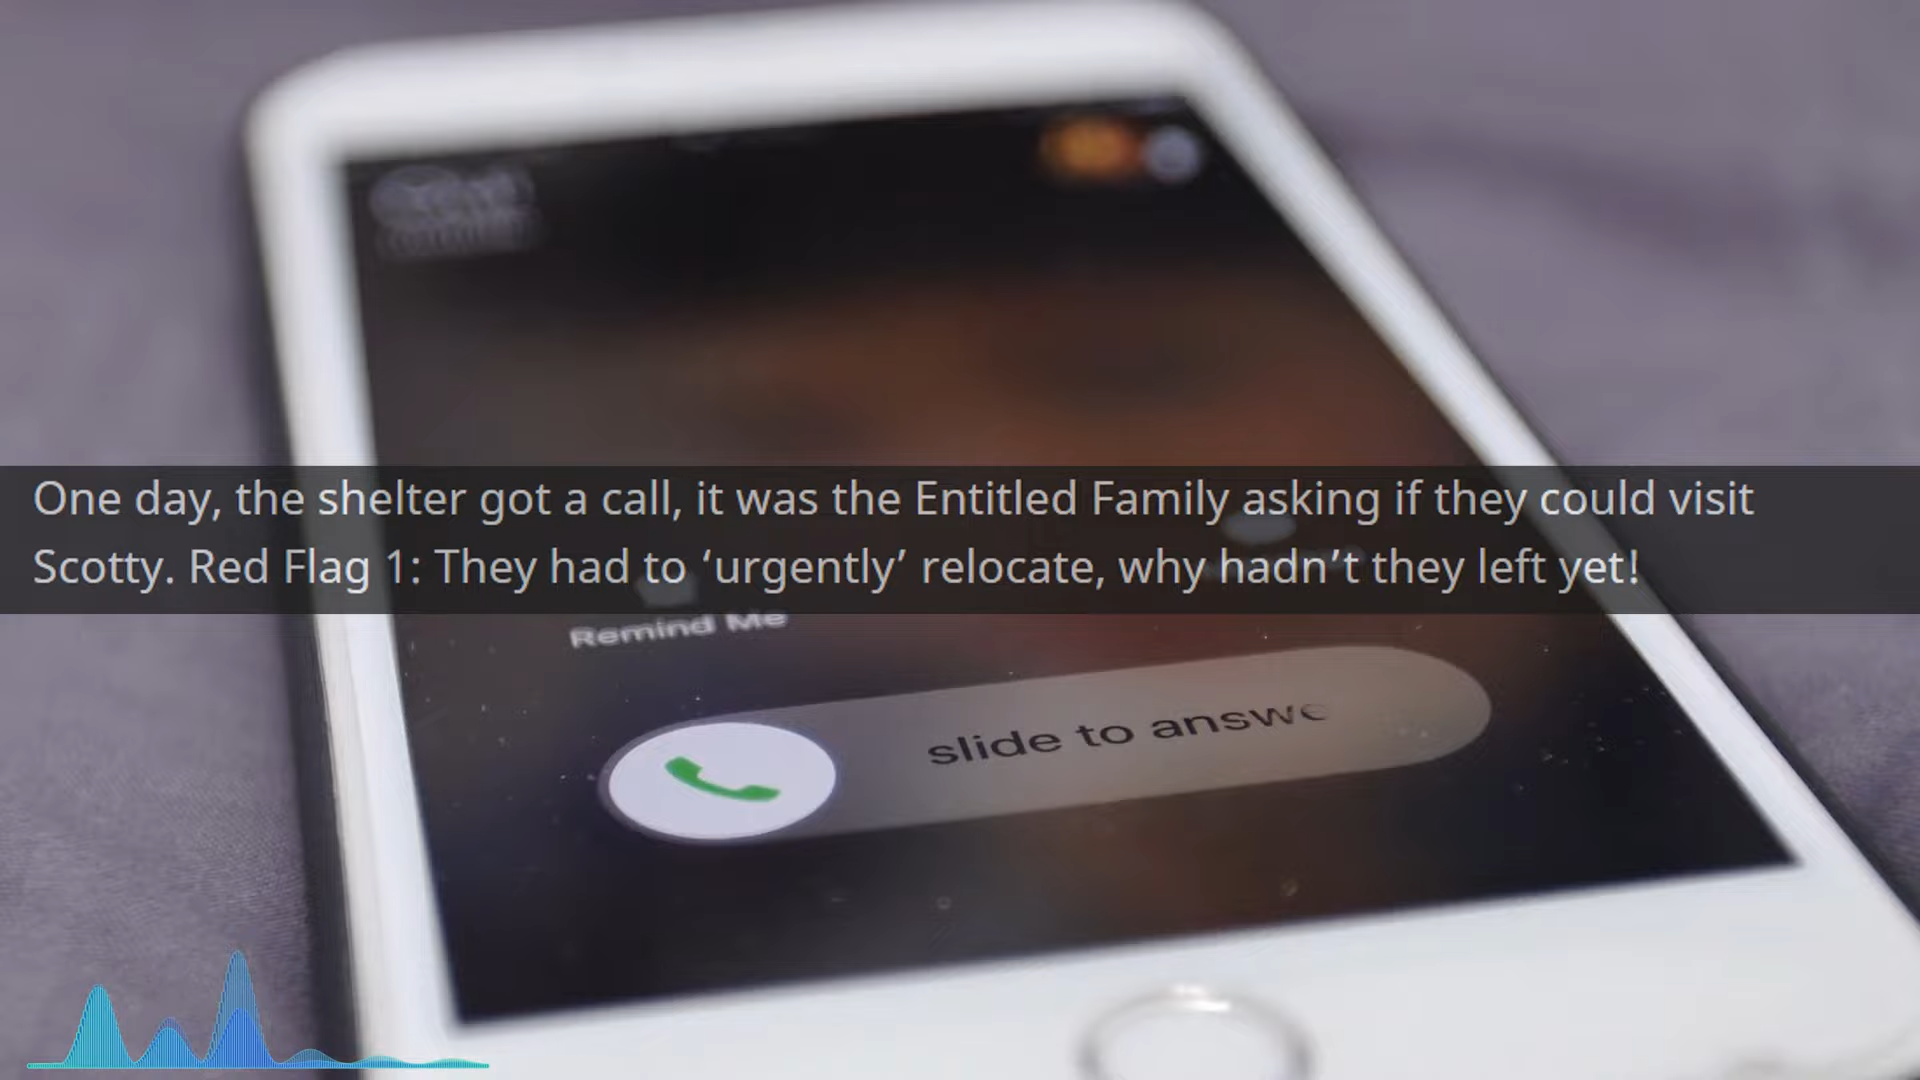 One day, the shelter got a call, it was the Entitled Family asking if they could visit
Scotty. Red Flag 1: They had to ‘urgently’ relocate, why hadn’t they left yet!
Remind Me
slide to answe